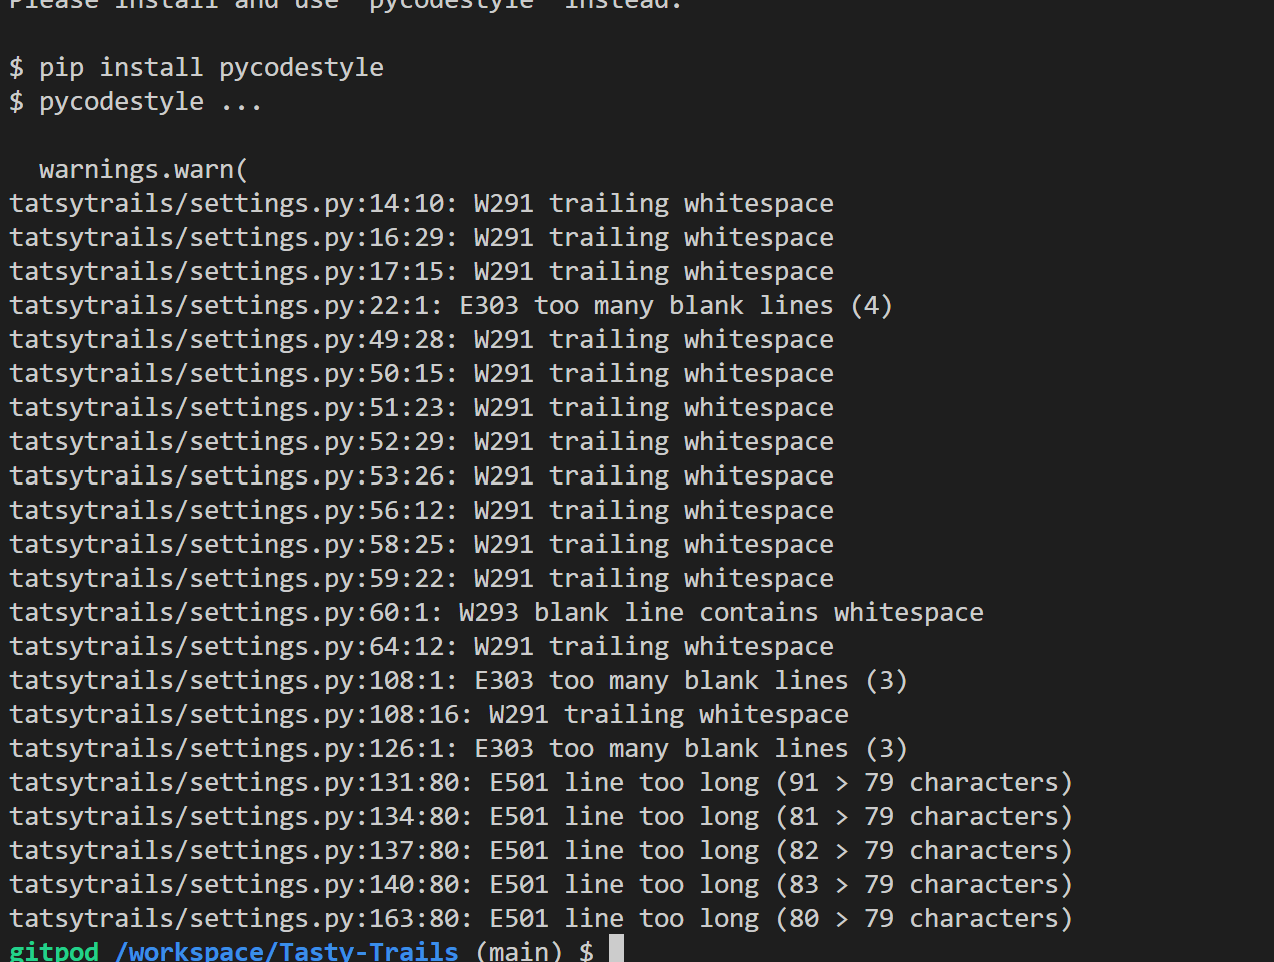 Please install and use `pycodestyle` instead.
$ pip install pycodestyle
$ pycodestyle ...
warnings.warn(
tatsytrails/settings.py:14:10: W291 trailing whitespace
tatsytrails/settings.py:16:29: W291 trailing whitespace
tatsytrails/settings.py:17:15: W291 trailing whitespace
tatsytrails/settings.py:22:1: E303 too many blank lines (4)
tatsytrails/settings.py:49:28: W291 trailing whitespace
tatsytrails/settings.py:50:15: W291 trailing whitespace
tatsytrails/settings.py:51:23: W291 trailing whitespace
tatsytrails/settings.py:52:29: W291 trailing whitespace
tatsytrails/settings.py:53:26: W291 trailing whitespace
tatsytrails/settings.py:56:12: W291 trailing whitespace
tatsytrails/settings.py:58:25: W291 trailing whitespace
tatsytrails/settings.py:59:22: W291 trailing whitespace
tatsytrails/settings.py:60:1: W293 blank line contains whitespace
tatsytrails/settings.py:64:12: W291 trailing whitespace
tatsytrails/settings.py:108:1: E303 too many blank lines (3)
tatsytrails/settings.py:108:16: W291 trailing whitespace
tatsytrails/settings.py:126:1: E303 too many blank lines (3)
tatsytrails/settings.py:131:80: E501 line too long (91 > 79 characters)
tatsytrails/settings.py:134:80: E501 line too long (81 > 79 characters)
tatsytrails/settings.py:137:80: E501 line too long (82 > 79 characters)
tatsytrails/settings.py:140:80: E501 line too long (83 > 79 characters)
tatsytrails/settings.py:163:80: E501 line too long (80 > 79 characters)
gitpod /workspace/Tasty-Trails (main) $